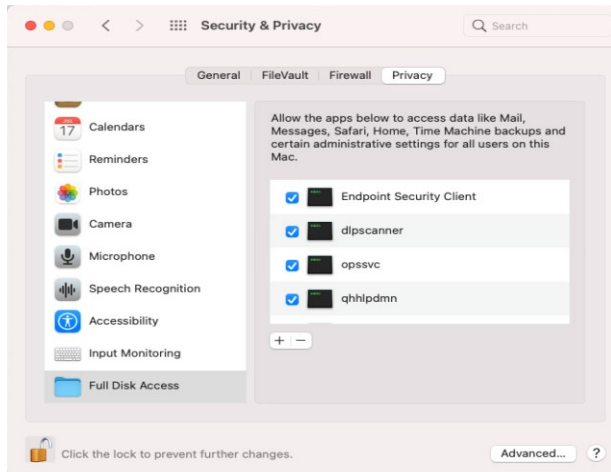 Security & Privacy
Search
General FileVault Firewall Privacy
JUL
17
Calendars
Reminders
Photos
Camera
Microphone
Speech Recognition
Accessibility
Input Monitoring
Full Disk Access
Allow the apps below to access data like Mail,
Messages, Safari, Home, Time Machine backups and
certain administrative settings for all users on this
Mac.
Endpoint Security Client
dlpscanner
opssvc
qhhlpdmn
+ −
Click the lock to prevent further changes.
Advanced... ?